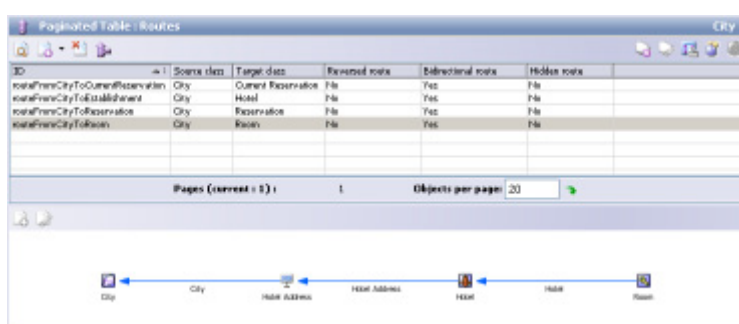 Paginated Table : Routes City
ID Source class Target class Reversed route Bidirectional route Hidden route
routeFromCityToCurrentReservation City Current Reservation No Yes No
routeFromCityToEstablishment City Hotel No Yes No
routeFromCityToReservation City Reservation No Yes No
routeFromCityToRoom City Room No Yes No
Pages (current : 1) : 1 Objects per page: 20
City Hotel Address Hotel
City Hotel Address Hotel Room